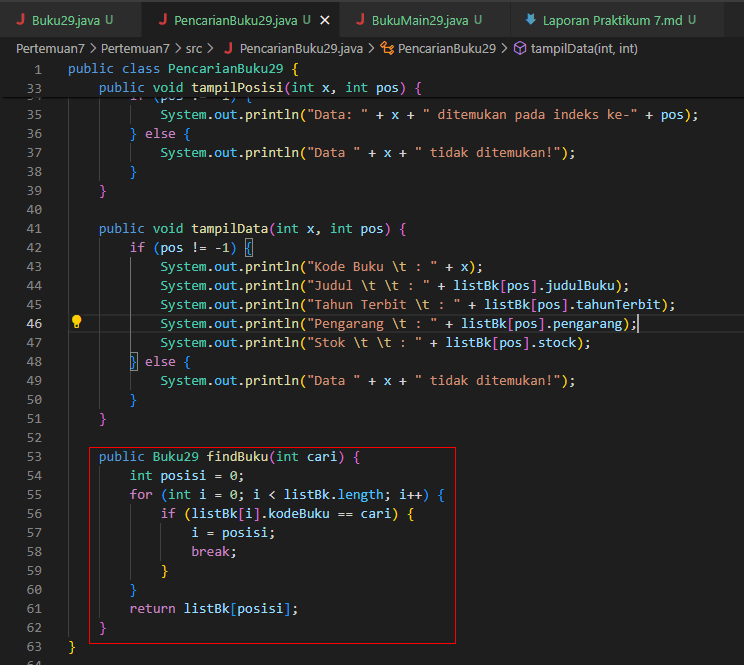 Buku29.java U
PencarianBuku29.java U
BukuMain29.java U
Laporan Praktikum 7.md U
Pertemuan7 > Pertemuan7 > src > PencarianBuku29.java > PencarianBuku29 > tampilData(int, int)
1 public class PencarianBuku29 {
33 public void tampilPosisi(int x, int pos) {
35 System.out.println("Data: " + x + " ditemukan pada indeks ke-" + pos);
36 } else {
37 System.out.println("Data " + x + " tidak ditemukan!");
38 }
39 }
40
41 public void tampilData(int x, int pos) {
42 if (pos != -1) {
43 System.out.println("Kode Buku \t : " + x);
44 System.out.println("Judul \t \t : " + listBk[pos].judulBuku);
45 System.out.println("Tahun Terbit \t : " + listBk[pos].tahunTerbit);
46 System.out.println("Pengarang \t : " + listBk[pos].pengarang);
47 System.out.println("Stok \t \t : " + listBk[pos].stock);
48 } else {
49 System.out.println("Data " + x + " tidak ditemukan!");
50 }
51 }
52
53 public Buku29 findBuku(int cari) {
54 int posisi = 0;
55 for (int i = 0; i < listBk.length; i++) {
56 if (listBk[i].kodeBuku == cari) {
57 i = posisi;
58 break;
59 }
60 }
61 return listBk[posisi];
62 }
63 }